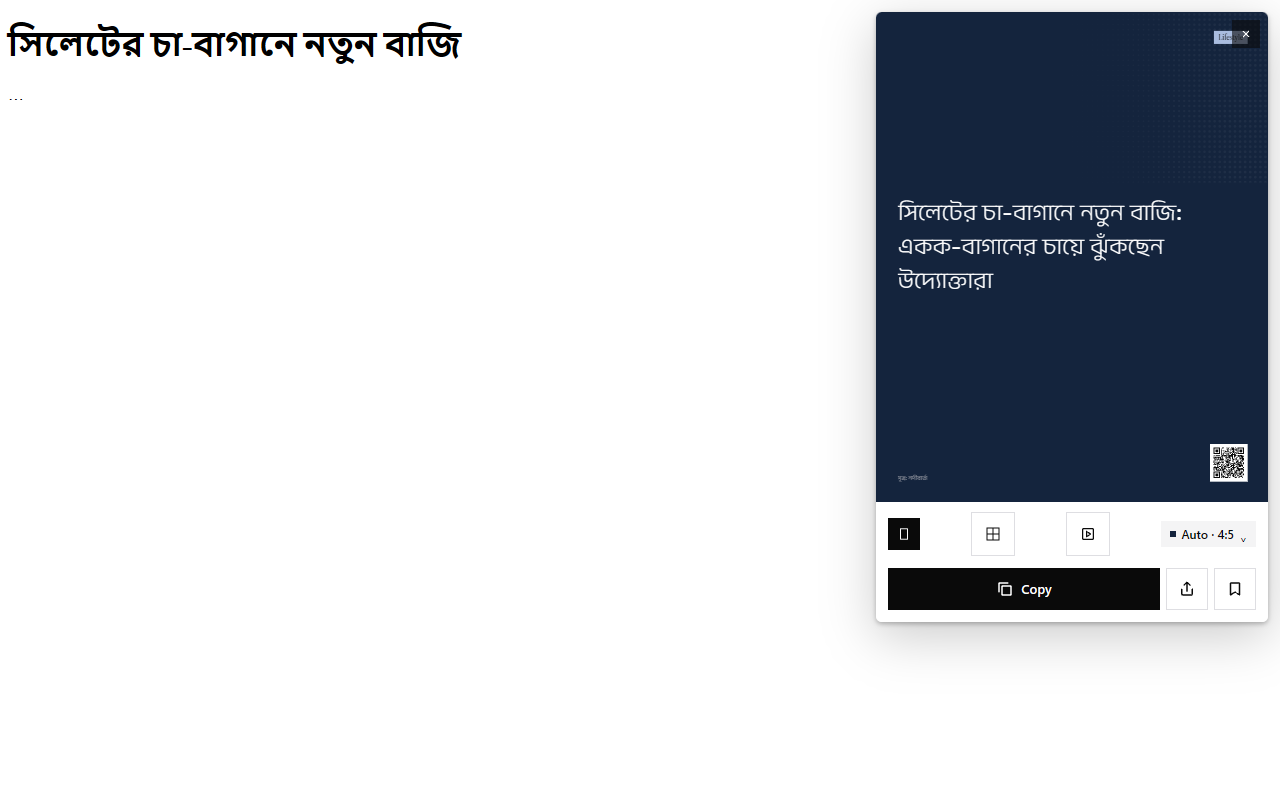 সিলেটের চা-বাগানে নতুন বাজি
...
সিলেটের চা-বাগানে নতুন বাজি:
একক-বাগানের চায়ে ঝুঁকছেন
উদ্যোক্তারা
Auto · 4:5
Copy